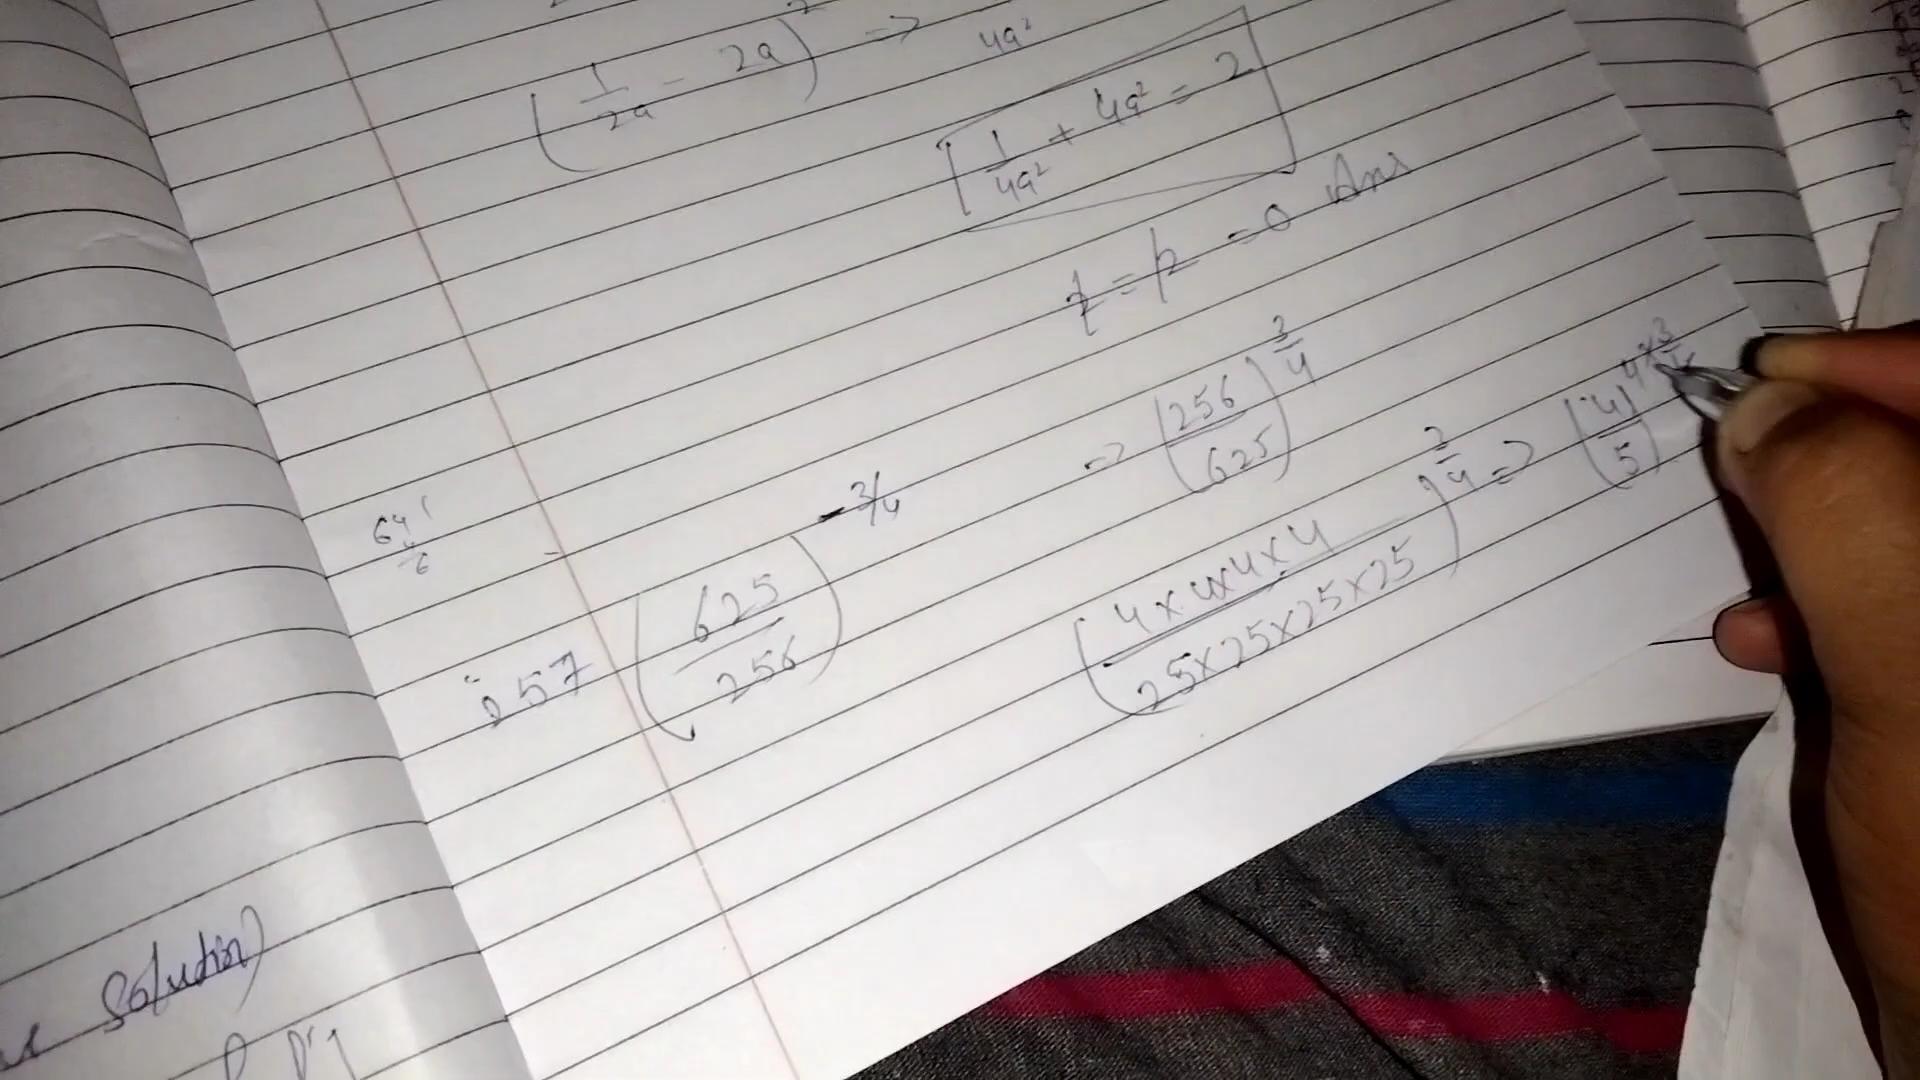 (1/2a - 2a)² => 4a²
[1/4a² + 4a² = 2]
= 0 Ans
57 (625/256)^-3/4 => (256/625)^3/4
(4×4×4×4/25×25×25×25)^3/4 => (4/5)^4×3/4
64
6
Solution)